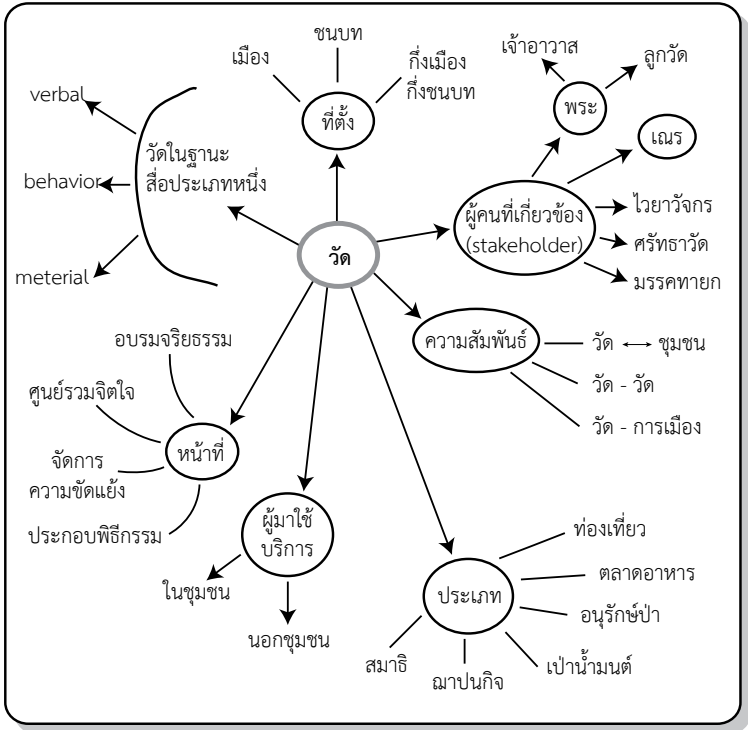 ชนบท
เมือง
กึ่งเมือง
กึ่งชนบท
ที่ตั้ง
เจ้าอาวาส
ลูกวัด
พระ
เณร
verbal
behavior
meterial
วัดในฐานะ
สื่อประเภทหนึ่ง
วัด
ผู้คนที่เกี่ยวข้อง
(stakeholder)
ไวยาวัจกร
ศรัทธาวัด
มรรคทายก
ความสัมพันธ์
วัด ⟷ ชุมชน
วัด - วัด
วัด - การเมือง
อบรมจริยธรรม
ศูนย์รวมจิตใจ
จัดการ
ความขัดแย้ง
ประกอบพิธีกรรม
หน้าที่
ผู้มาใช้
บริการ
ในชุมชน
นอกชุมชน
ประเภท
ท่องเที่ยว
ตลาดอาหาร
อนุรักษ์ป่า
เป่าน้ำมนต์
ฌาปนกิจ
สมาธิ